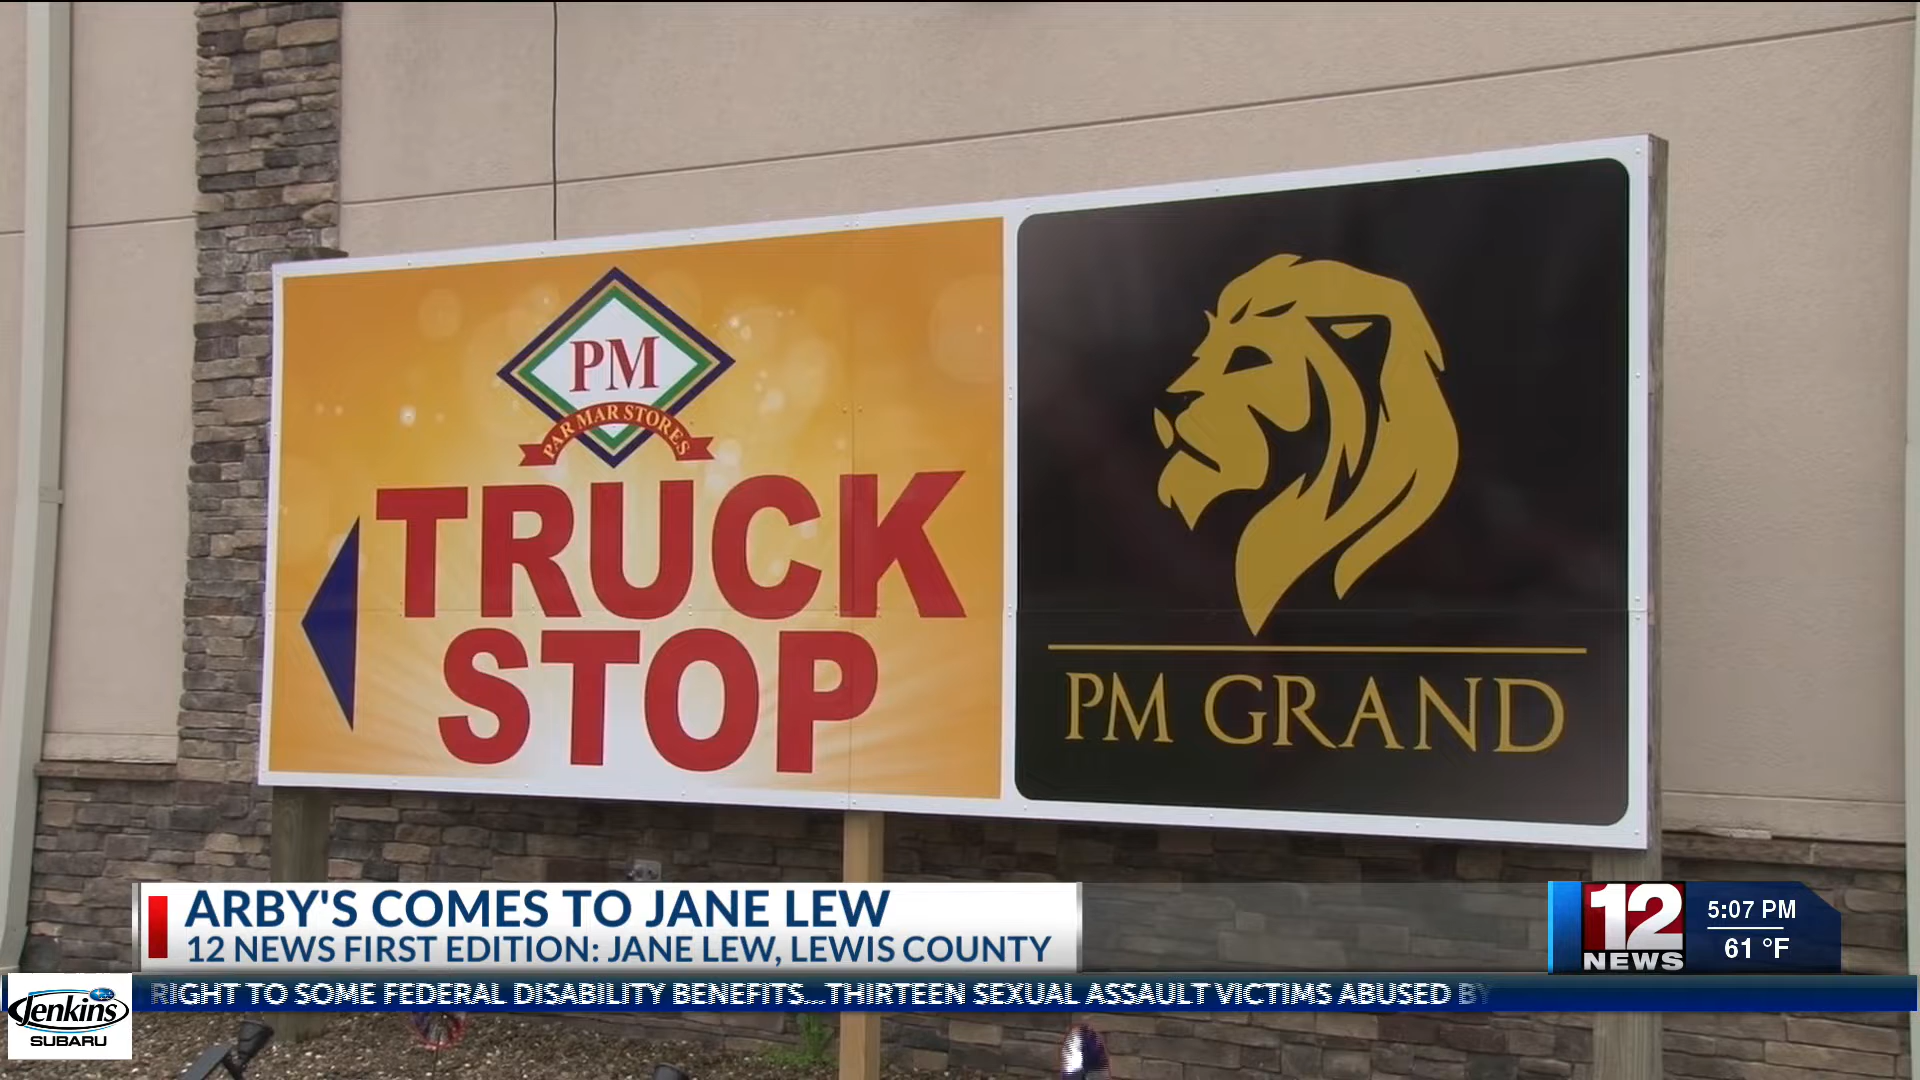 PM
PAR MAR STORES
TRUCK
STOP
PM GRAND
ARBY'S COMES TO JANE LEW
12 NEWS FIRST EDITION: JANE LEW, LEWIS COUNTY
12
NEWS
5:07 PM
61 °F
Jenkins
SUBARU
RIGHT TO SOME FEDERAL DISABILITY BENEFITS...THIRTEEN SEXUAL ASSAULT VICTIMS ABUSED BY